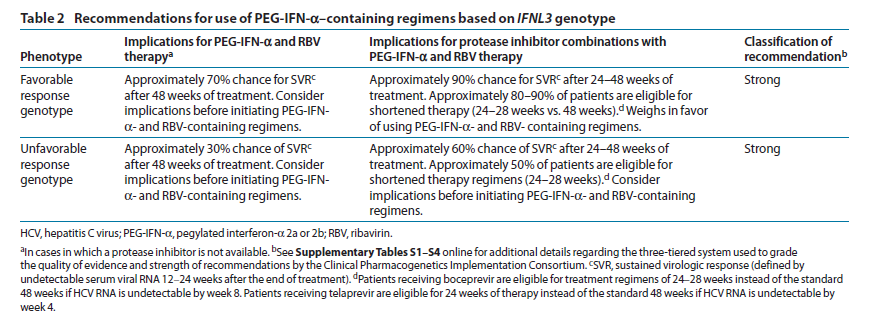 Table 2 Recommendations for use of PEG-IFN-α–containing regimens based on IFNL3 genotype
Phenotype
Implications for PEG-IFN-α and RBV
therapyᵃ
Implications for protease inhibitor combinations with
PEG-IFN-α and RBV therapy
Classification of
recommendationᵇ
Favorable
response
genotype
Approximately 70% chance for SVRᶜ
after 48 weeks of treatment. Consider
implications before initiating PEG-IFN-
α- and RBV-containing regimens.
Approximately 90% chance for SVRᶜ after 24–48 weeks of
treatment. Approximately 80–90% of patients are eligible for
shortened therapy (24–28 weeks vs. 48 weeks).ᵈ Weighs in favor
of using PEG-IFN-α- and RBV- containing regimens.
Strong
Unfavorable
response
genotype
Approximately 30% chance of SVRᶜ
after 48 weeks of treatment. Consider
implications before initiating PEG-IFN-
α- and RBV-containing regimens.
Approximately 60% chance of SVRᶜ after 24–48 weeks of
treatment. Approximately 50% of patients are eligible for
shortened therapy regimens (24–28 weeks).ᵈ Consider
implications before initiating PEG-IFN-α- and RBV-containing
regimens.
Strong
HCV, hepatitis C virus; PEG-IFN-α, pegylated interferon-α 2a or 2b; RBV, ribavirin.
ᵃIn cases in which a protease inhibitor is not available. ᵇSee Supplementary Tables S1–S4 online for additional details regarding the three-tiered system used to grade
the quality of evidence and strength of recommendations by the Clinical Pharmacogenetics Implementation Consortium. ᶜSVR, sustained virologic response (defined by
undetectable serum viral RNA 12–24 weeks after the end of treatment). ᵈPatients receiving boceprevir are eligible for treatment regimens of 24–28 weeks instead of the standard
48 weeks if HCV RNA is undetectable by week 8. Patients receiving telaprevir are eligible for 24 weeks of therapy instead of the standard 48 weeks if HCV RNA is undetectable by
week 4.